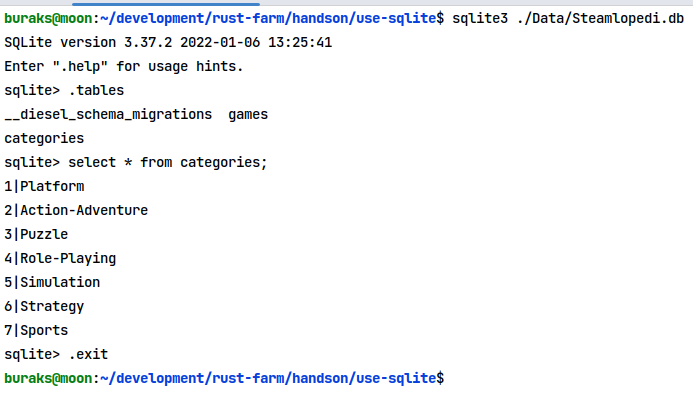 buraks@moon:~/development/rust-farm/handson/use-sqlite$ sqlite3 ./Data/Steamlopedi.db
SQLite version 3.37.2 2022-01-06 13:25:41
Enter ".help" for usage hints.
sqlite> .tables
__diesel_schema_migrations  games
categories
sqlite> select * from categories;
1|Platform
2|Action-Adventure
3|Puzzle
4|Role-Playing
5|Simulation
6|Strategy
7|Sports
sqlite> .exit
buraks@moon:~/development/rust-farm/handson/use-sqlite$